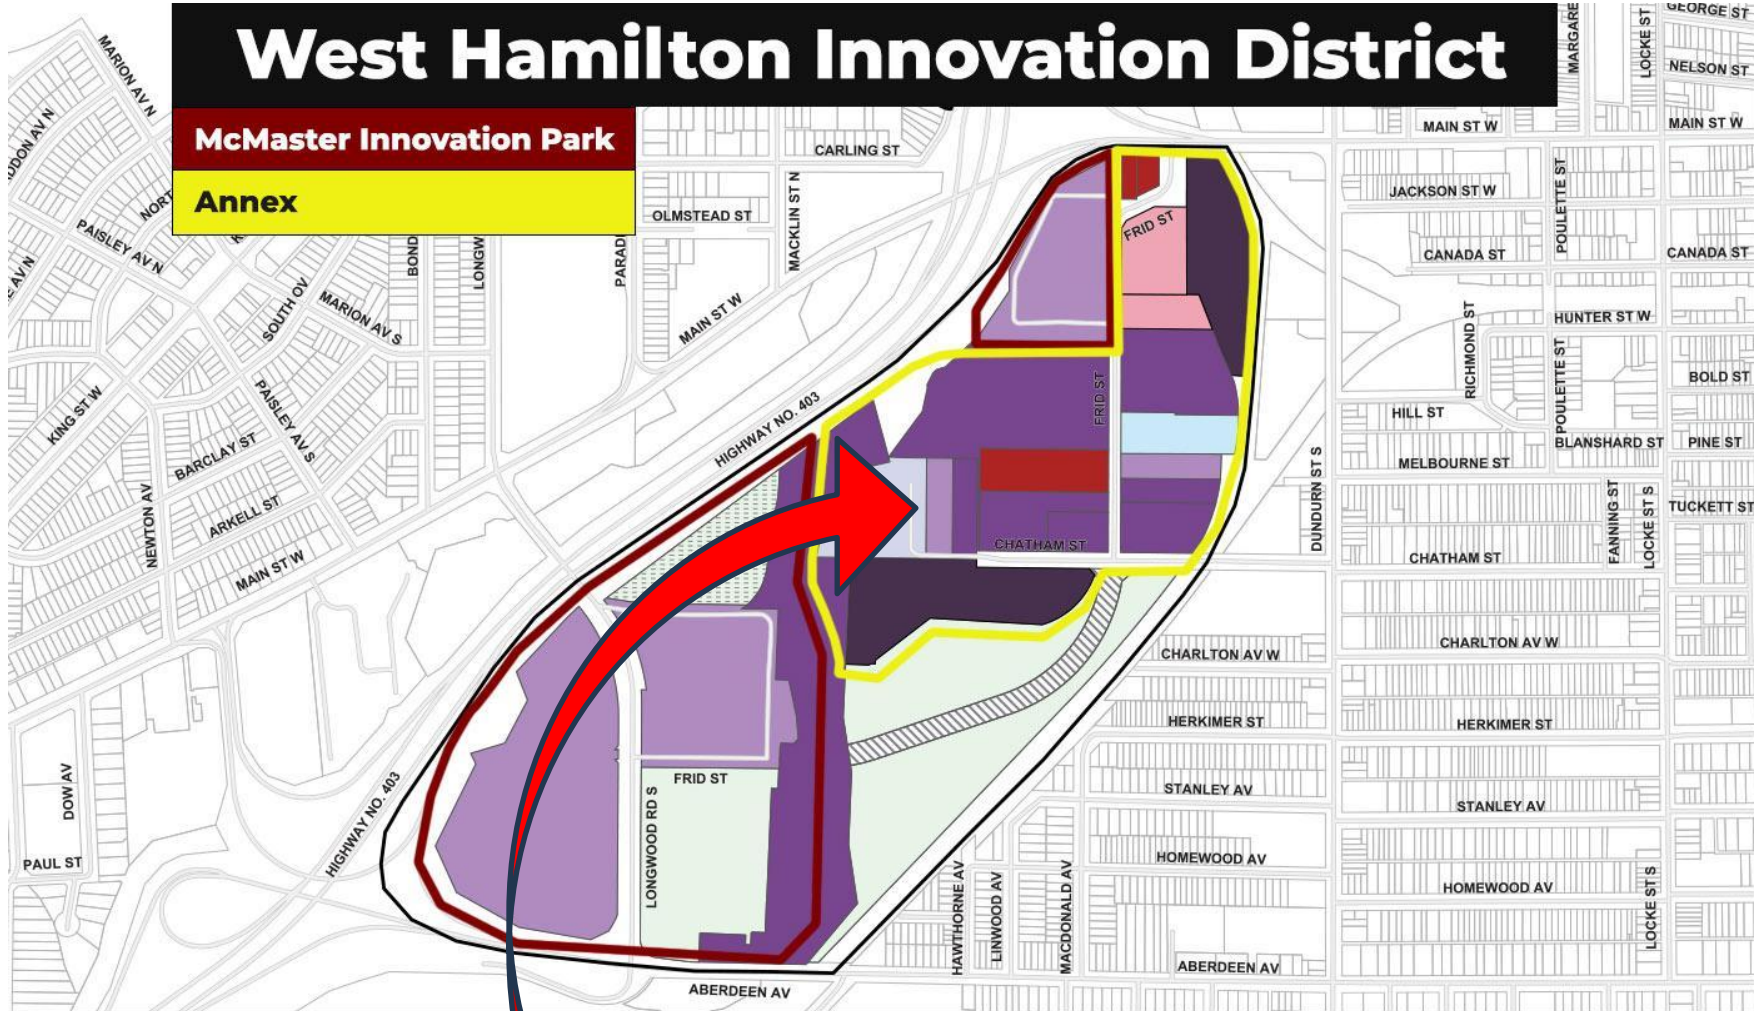 West Hamilton Innovation District
McMaster Innovation Park
Annex
MARION AV N
PAISLEY AV N
SOUTH OV
MARION AV S
BOND
LONGW
PARAD
OLMSTEAD ST
MACKLIN ST N
CARLING ST
MAIN ST W
KING ST W
BARCLAY ST
PAISLEY AV S
ARKELL ST
NEWTON AV
MAIN ST W
HIGHWAY NO. 403
HIGHWAY NO. 403
DOW AV
PAUL ST
FRID ST
FRID ST
CHATHAM ST
FRID ST
LONGWOOD RD S
ABERDEEN AV
HAWTHORNE AV
LINWOOD AV
MACDONALD AV
ABERDEEN AV
HOMEWOOD AV
STANLEY AV
HERKIMER ST
CHARLTON AV W
DUNDURN ST S
MARGARE
LOCKE ST
GEORGE ST
NELSON ST
MAIN ST W
MAIN ST W
JACKSON ST W
POULETTE ST
CANADA ST
CANADA ST
HUNTER ST W
RICHMOND ST
POULETTE ST
BOLD ST
HILL ST
BLANSHARD ST
PINE ST
MELBOURNE ST
FANNING ST
LOCKE ST S
TUCKETT ST
CHATHAM ST
CHARLTON AV W
HERKIMER ST
STANLEY AV
HOMEWOOD AV
LOCKE ST S